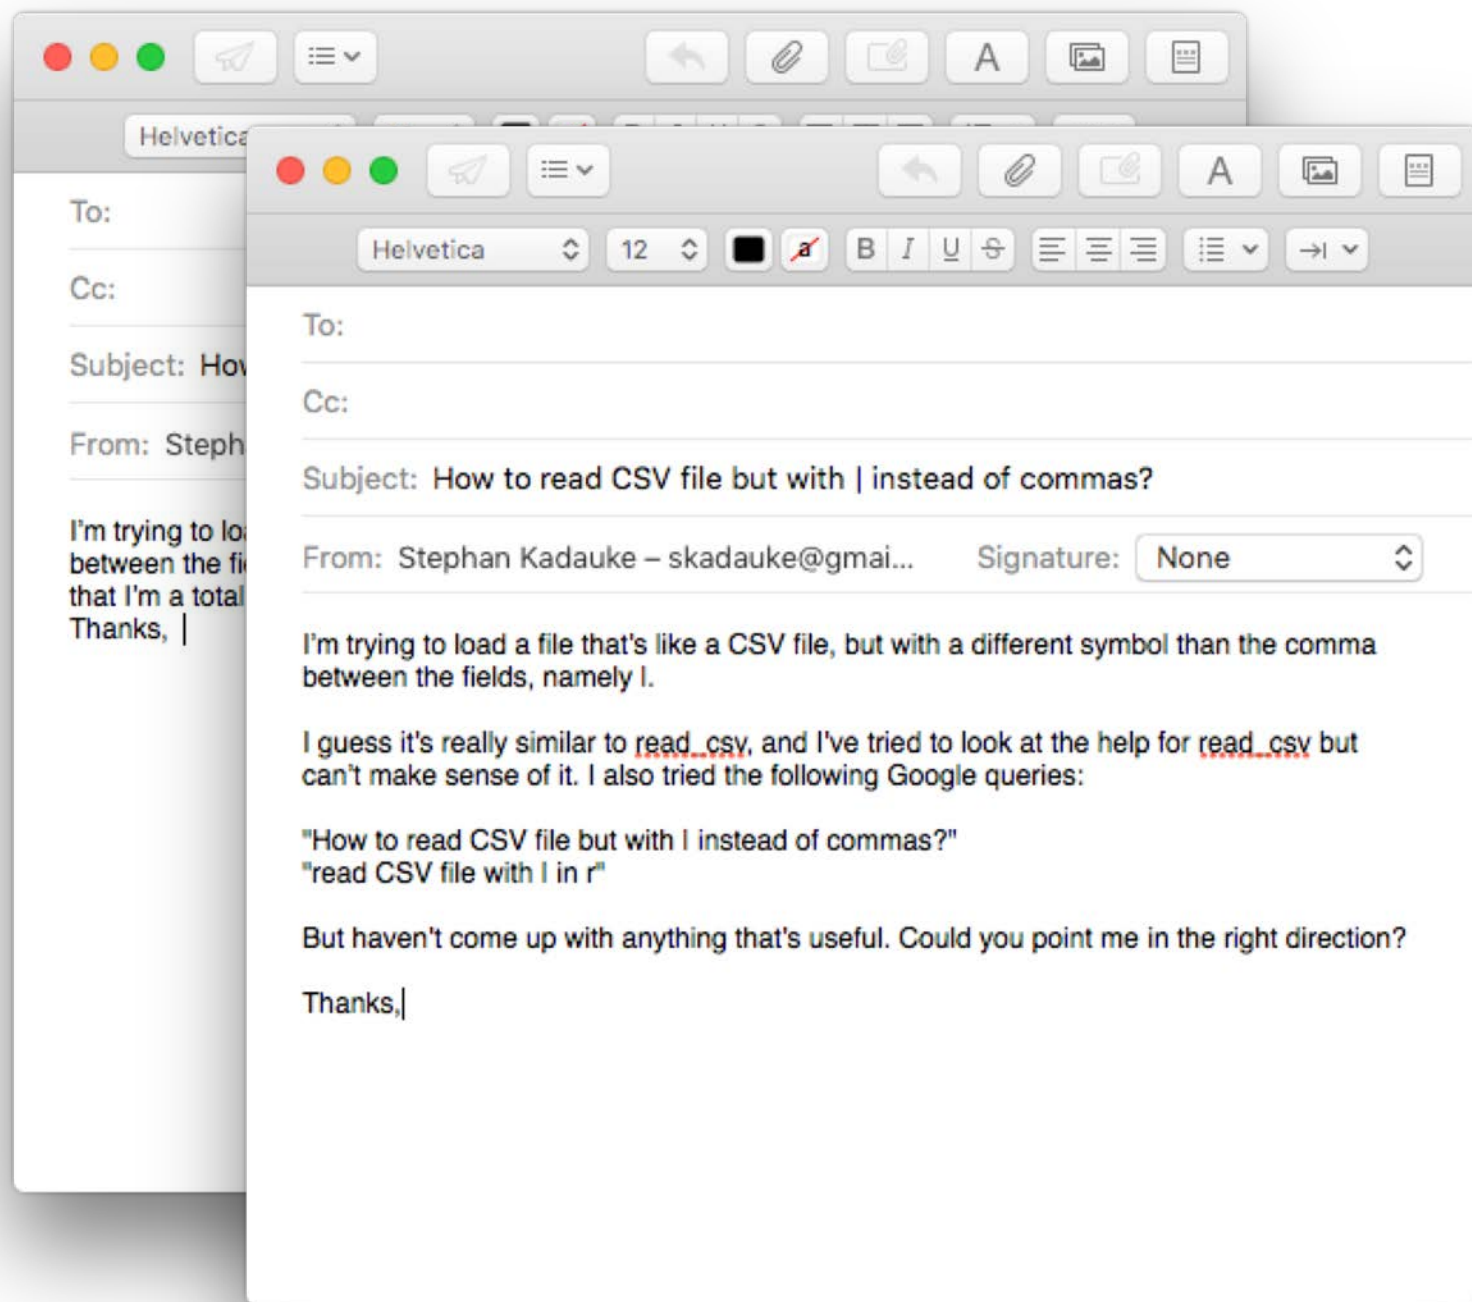 Helvetica
To:
Cc:
Subject: How
From: Steph
I'm trying to loa
between the fi
that I'm a total
Thanks,
Helvetica 12 a B I U S
To:
Cc:
Subject: How to read CSV file but with | instead of commas?
From: Stephan Kadauke – skadauke@gmai... Signature: None
I'm trying to load a file that's like a CSV file, but with a different symbol than the comma
between the fields, namely |.
I guess it's really similar to read_csv, and I've tried to look at the help for read_csv but
can't make sense of it. I also tried the following Google queries:
"How to read CSV file but with | instead of commas?"
"read CSV file with | in r"
But haven't come up with anything that's useful. Could you point me in the right direction?
Thanks,